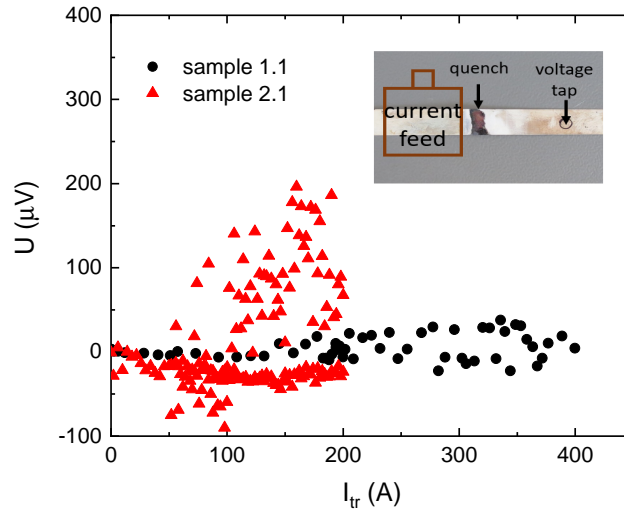 400
300
200
100
0
-100
U (μV)
sample 1.1
sample 2.1
quench
voltage
tap
current
feed
0 100 200 300 400
I_tr (A)